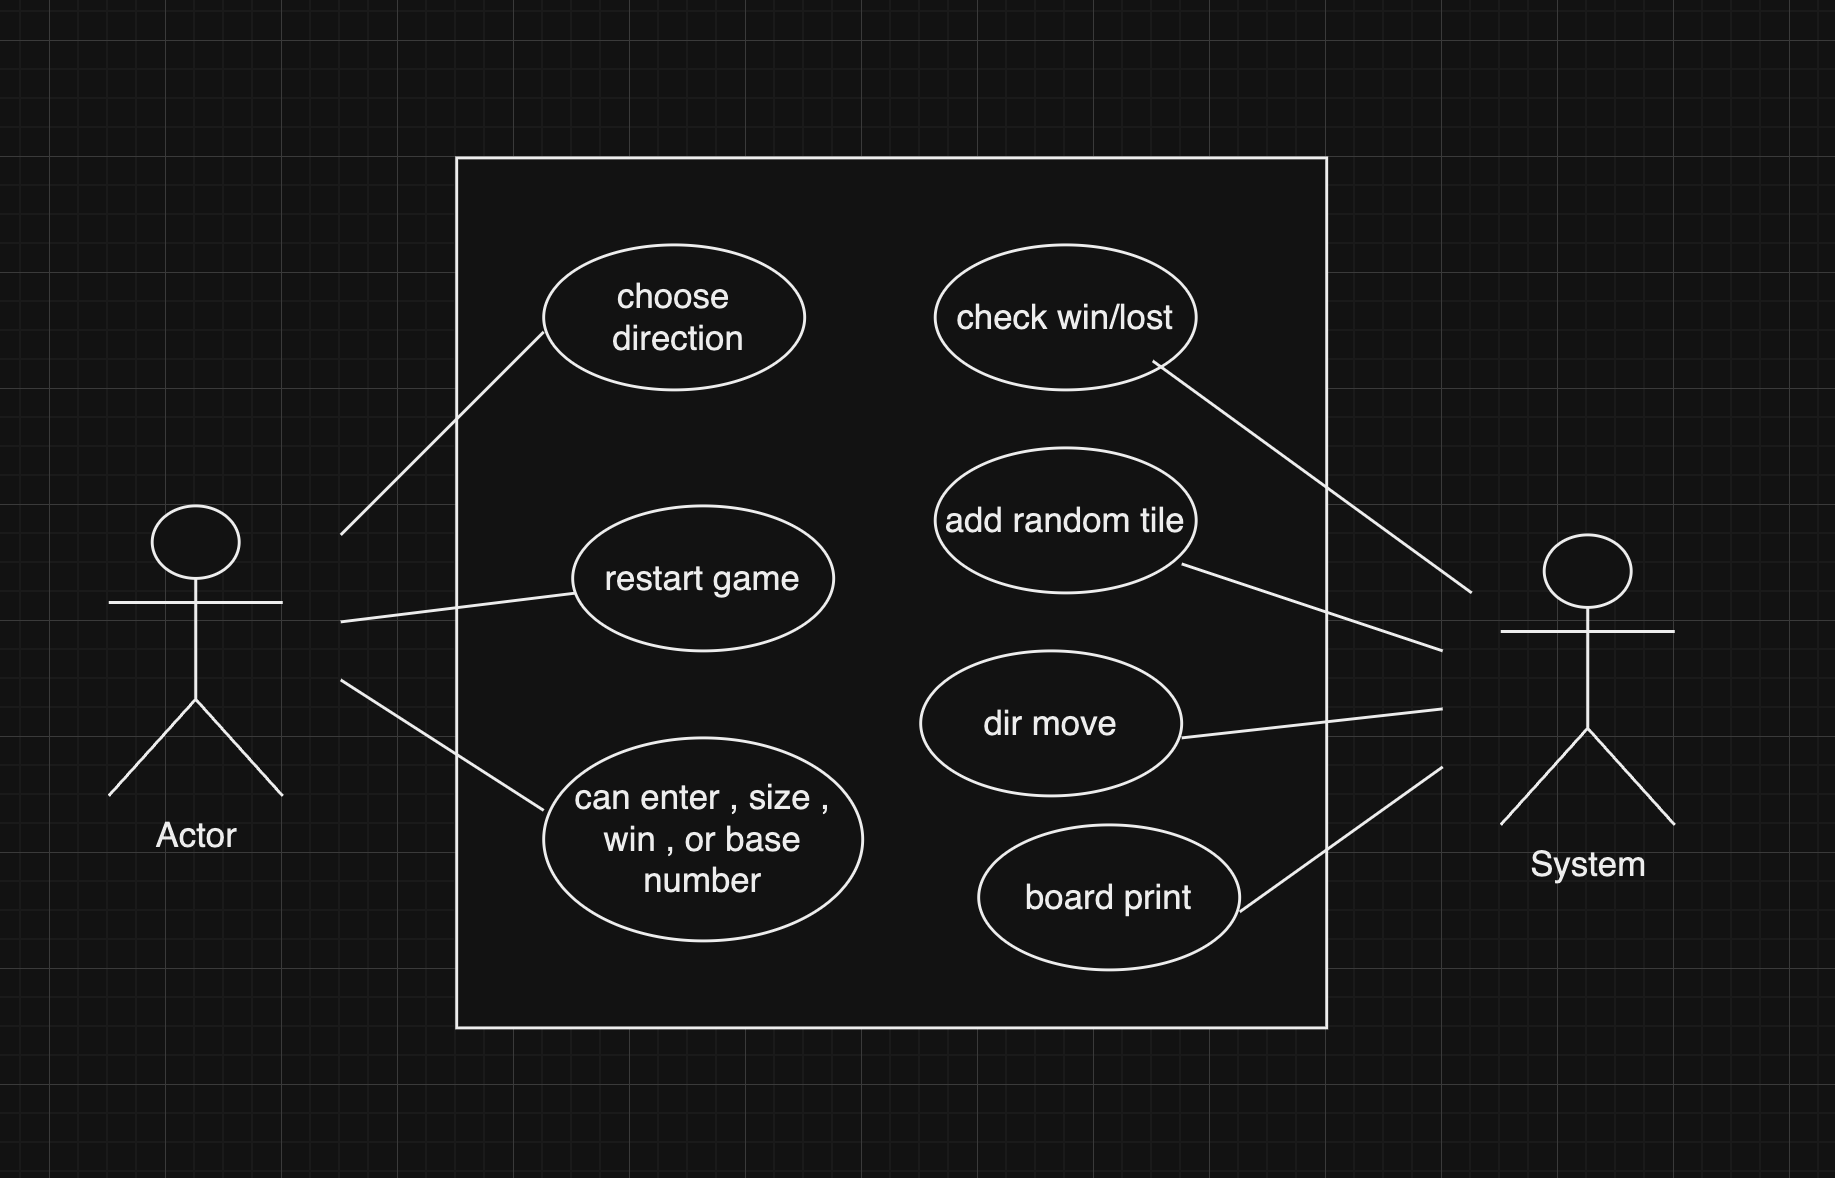 choose
direction
check win/lost
add random tile
restart game
dir move
can enter , size ,
win , or base
number
board print
Actor
System